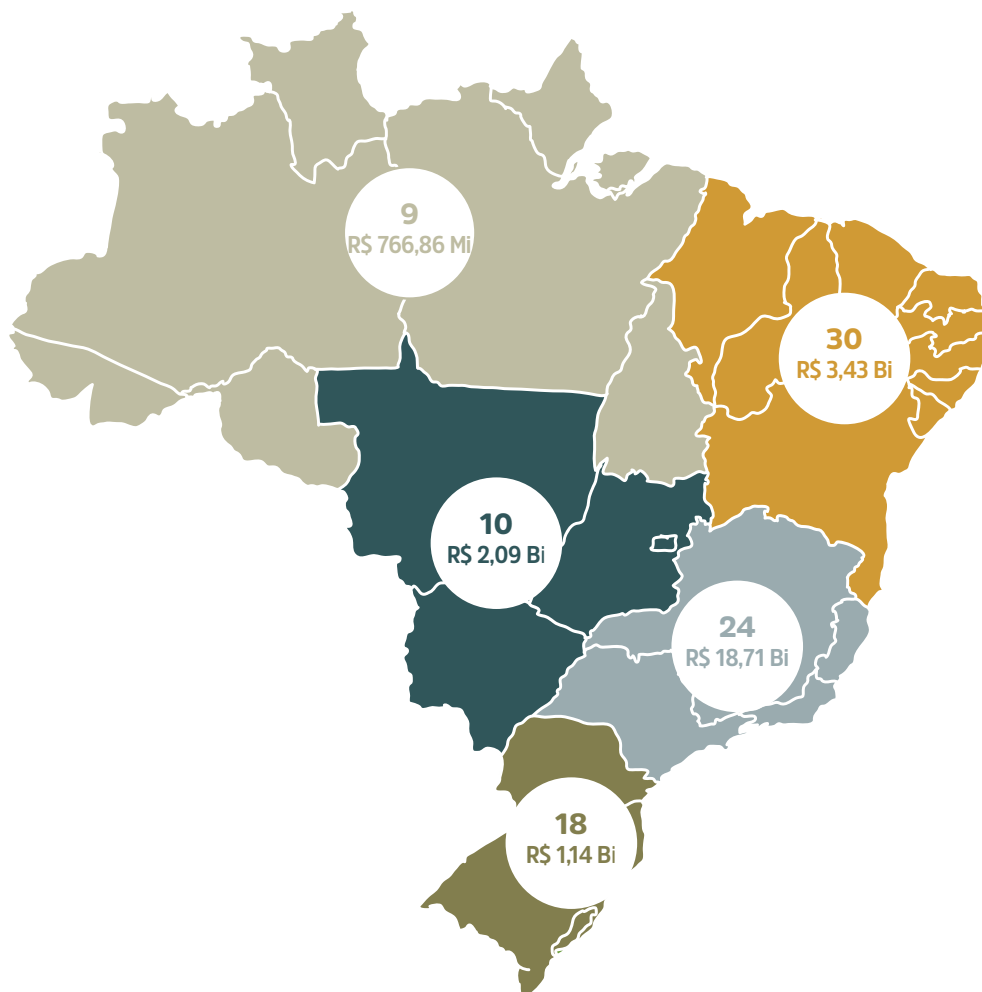 9
R$ 766,86 Mi
30
R$ 3,43 Bi
10
R$ 2,09 Bi
24
R$ 18,71 Bi
18
R$ 1,14 Bi